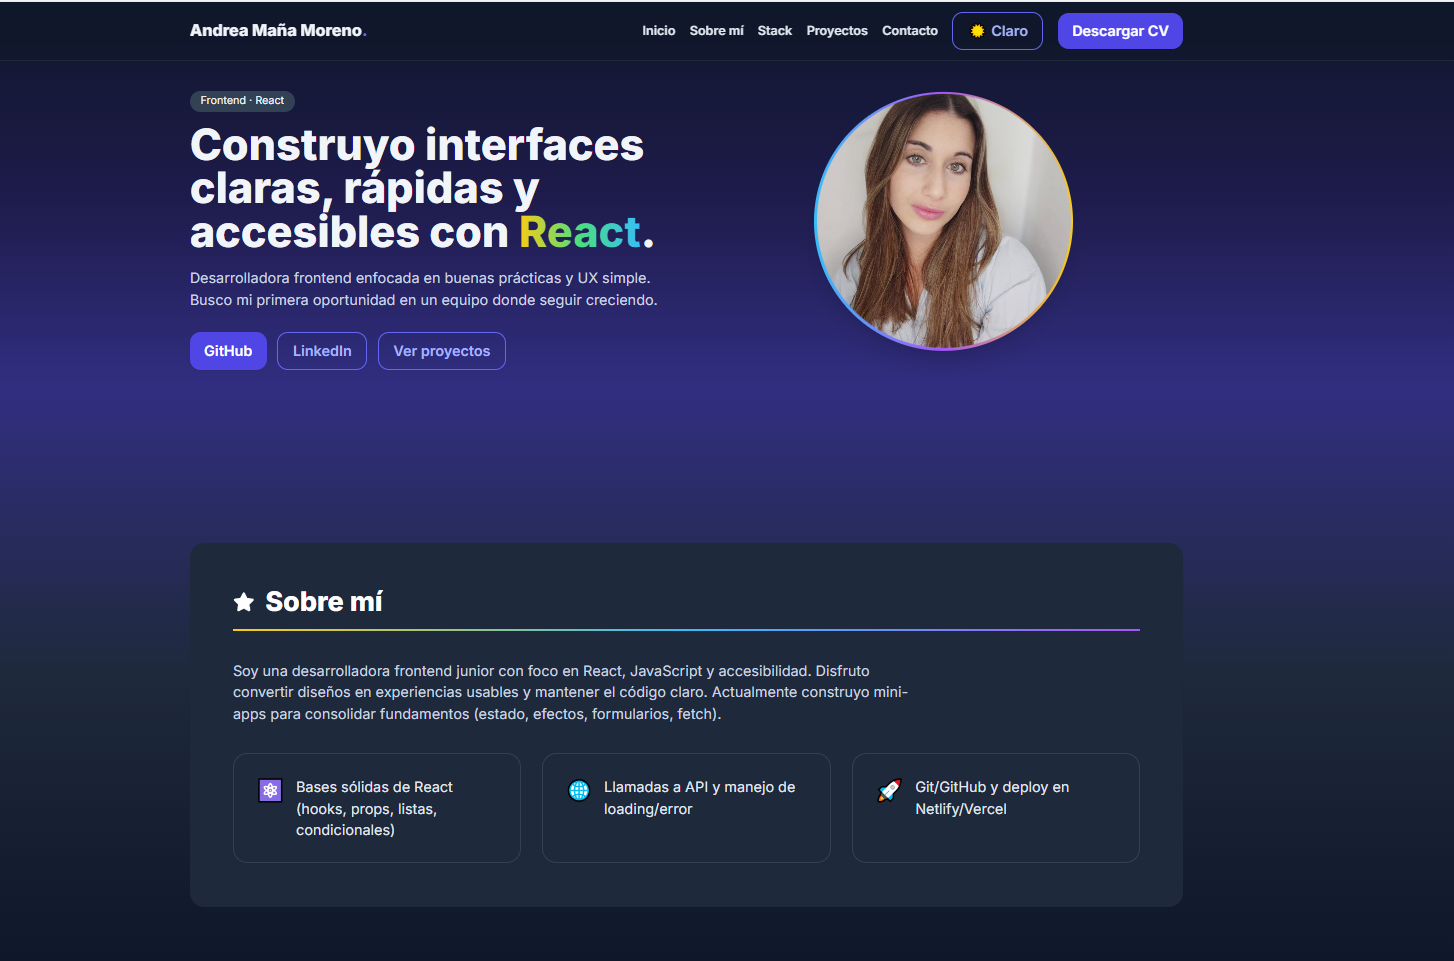 Andrea Maña Moreno.
Inicio Sobre mí Stack Proyectos Contacto Claro Descargar CV
Frontend · React
Construyo interfaces
claras, rápidas y
accesibles con React.
Desarrolladora frontend enfocada en buenas prácticas y UX simple.
Busco mi primera oportunidad en un equipo donde seguir creciendo.
GitHub LinkedIn Ver proyectos
Sobre mí
Soy una desarrolladora frontend junior con foco en React, JavaScript y accesibilidad. Disfruto
convertir diseños en experiencias usables y mantener el código claro. Actualmente construyo mini-
apps para consolidar fundamentos (estado, efectos, formularios, fetch).
Bases sólidas de React
(hooks, props, listas,
condicionales)
Llamadas a API y manejo de
loading/error
Git/GitHub y deploy en
Netlify/Vercel